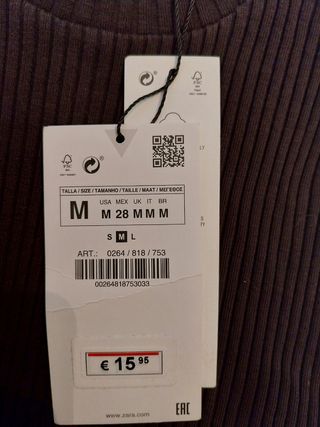 TALLA / SIZE / TAMANHO / TAILLE / MAAT / ΜΕΓΕΘΟΣ
M
USA MEX UK IT BR
M 28 M M M
S M L
ART.: 0264 / 818 / 753
00264818753033
€ 15 95
www.zara.com
EAC